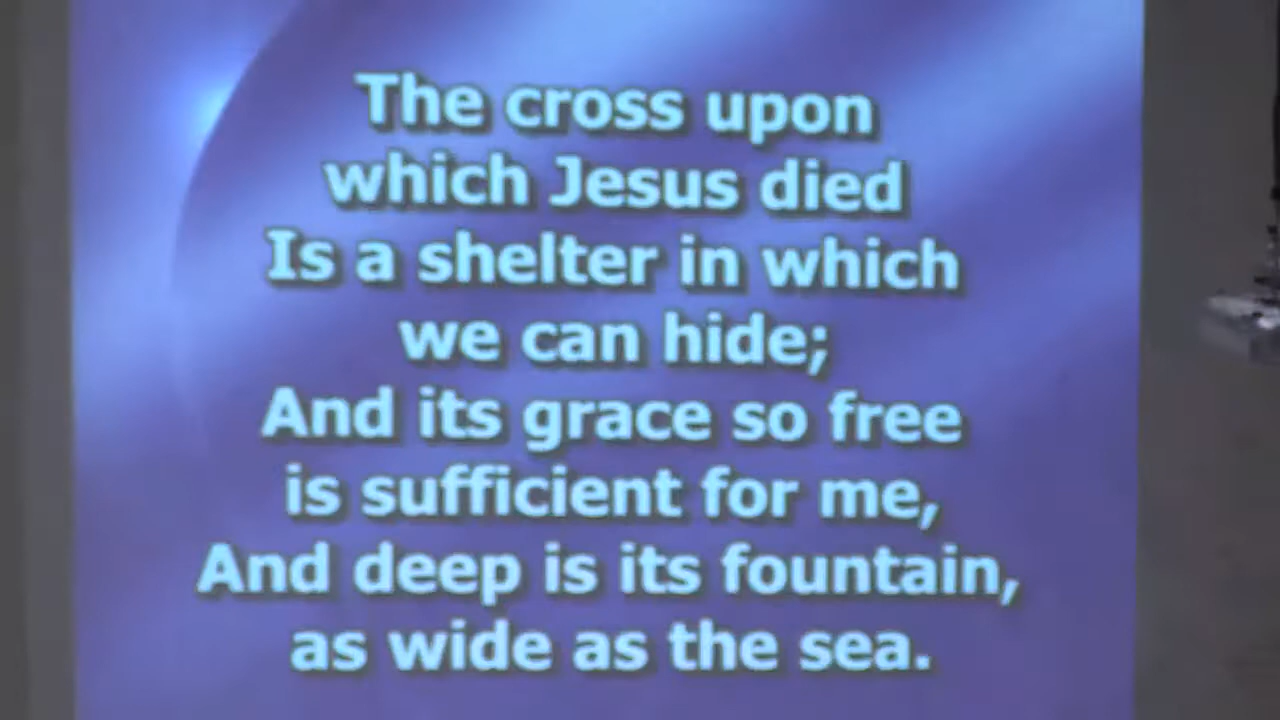 The cross upon
which Jesus died
Is a shelter in which
we can hide;
And its grace so free
is sufficient for me,
And deep is its fountain,
as wide as the sea.